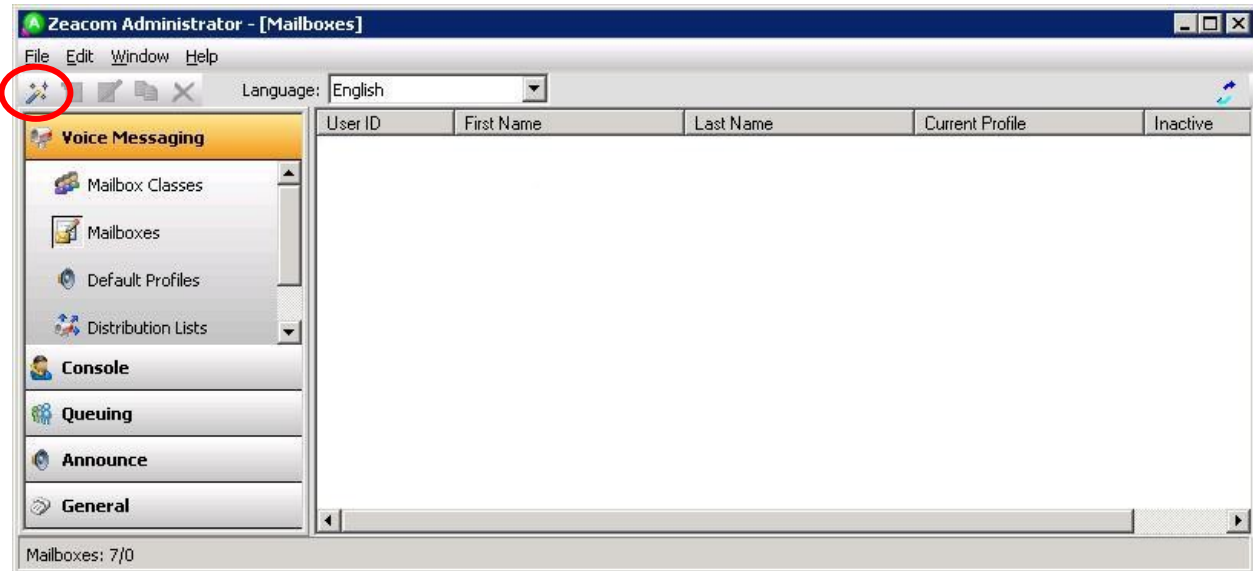 Zeacom Administrator - [Mailboxes]
File Edit Window Help
Language: English
User ID First Name Last Name Current Profile Inactive
Voice Messaging
Mailbox Classes
Mailboxes
Default Profiles
Distribution Lists
Console
Queuing
Announce
General
Mailboxes: 7/0